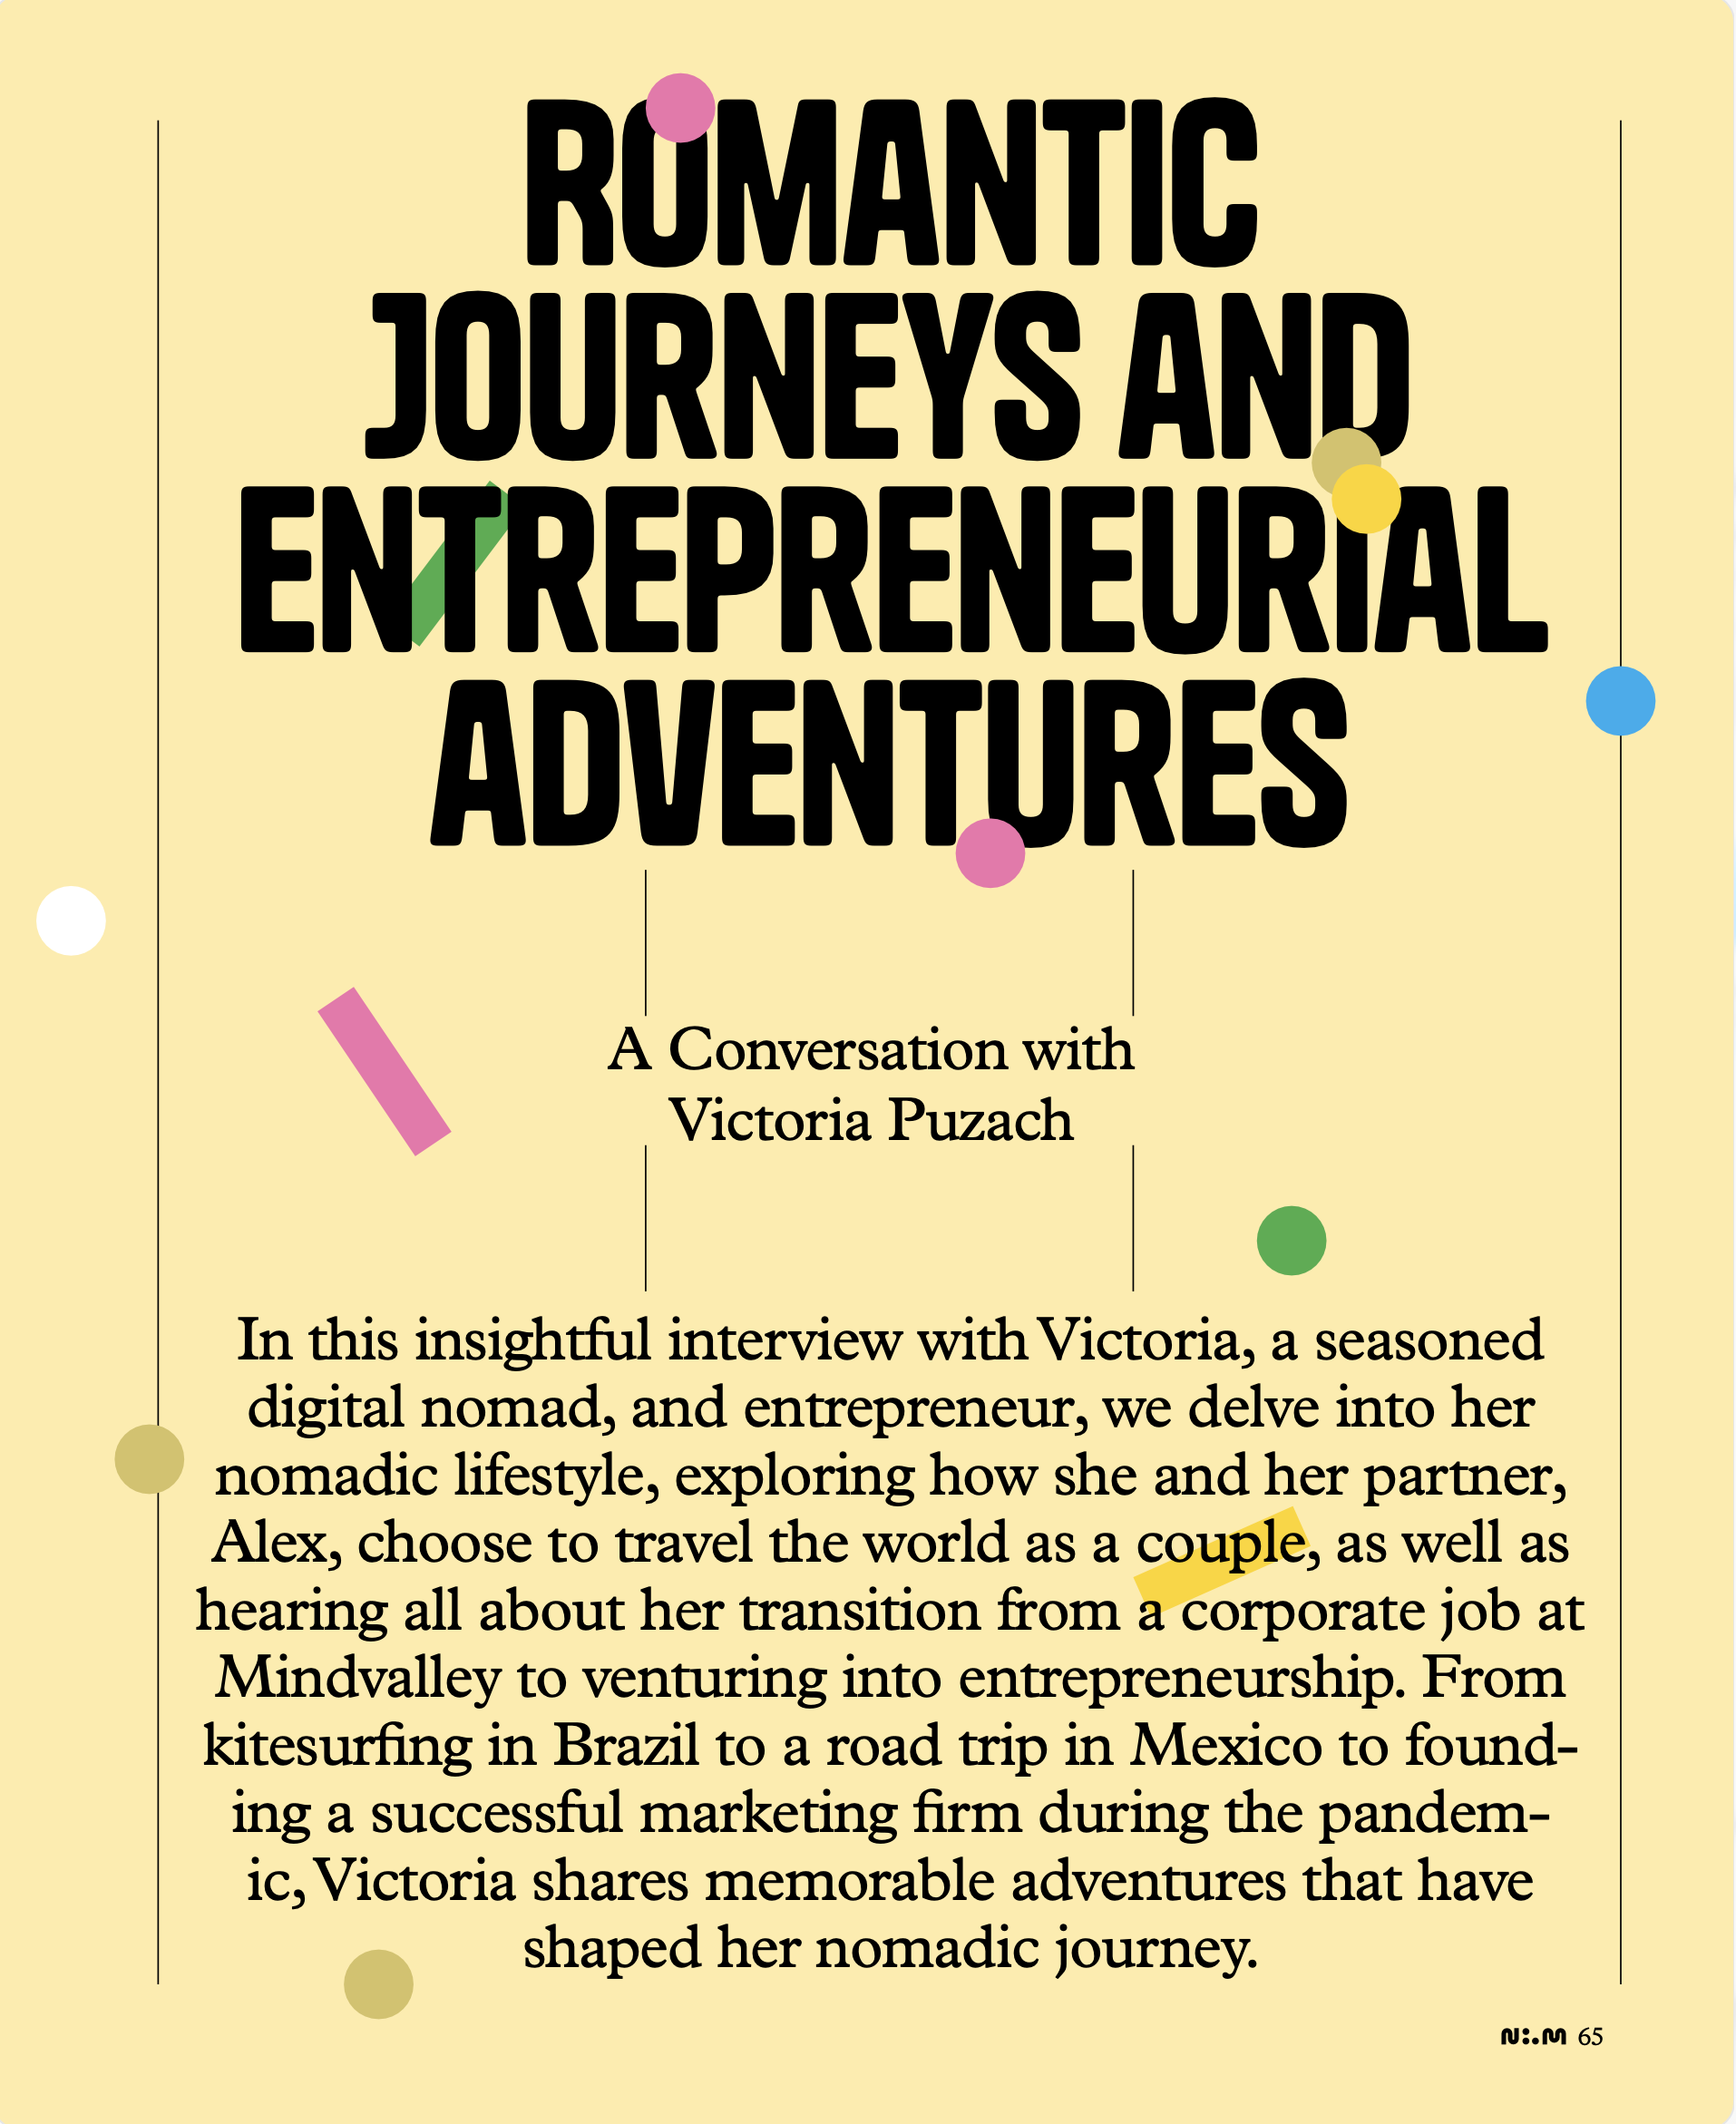 ROMANTIC
JOURNEYS AND
ENTREPRENEURIAL
ADVENTURES
A Conversation with
Victoria Puzach
In this insightful interview with Victoria, a seasoned
digital nomad, and entrepreneur, we delve into her
nomadic lifestyle, exploring how she and her partner,
Alex, choose to travel the world as a couple, as well as
hearing all about her transition from a corporate job at
Mindvalley to venturing into entrepreneurship. From
kitesurfing in Brazil to a road trip in Mexico to found-
ing a successful marketing firm during the pandem-
ic, Victoria shares memorable adventures that have
shaped her nomadic journey.
N:.M 65